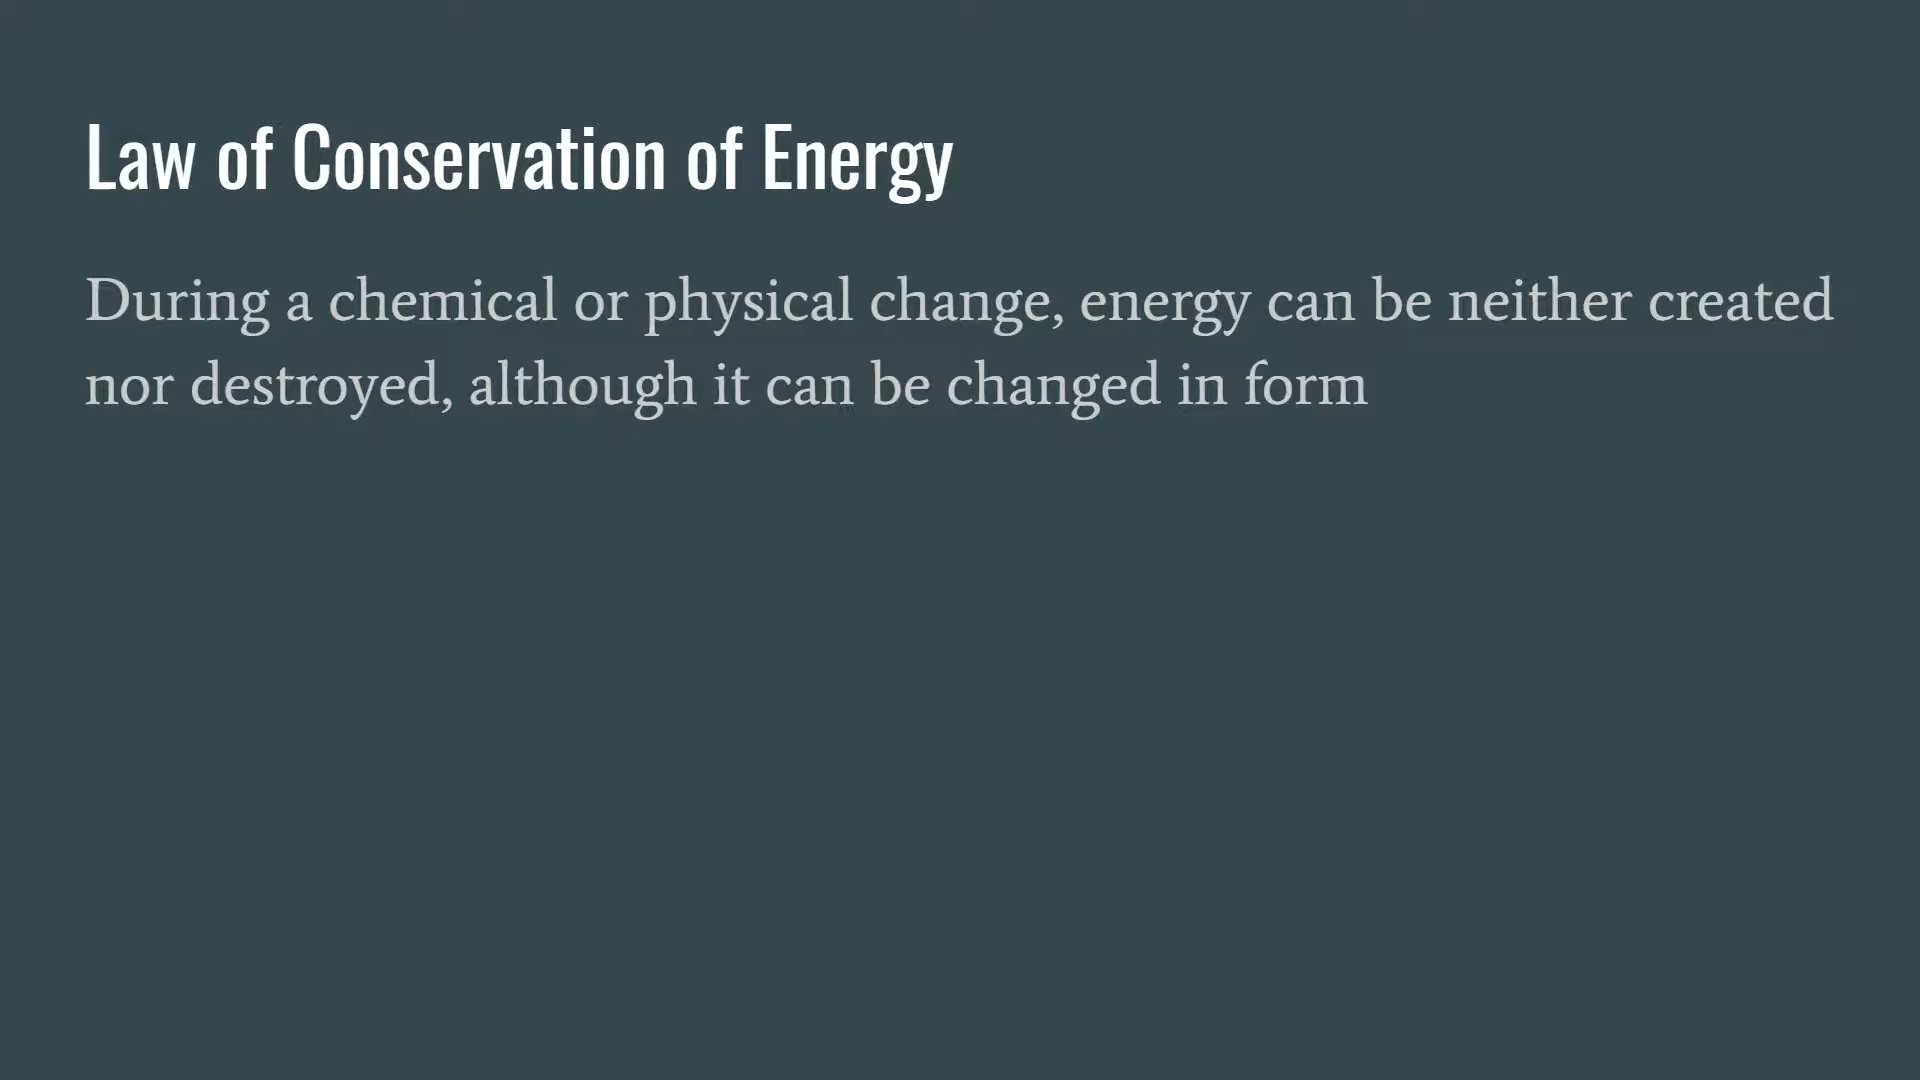 Law of Conservation of Energy
During a chemical or physical change, energy can be neither created
nor destroyed, although it can be changed in form